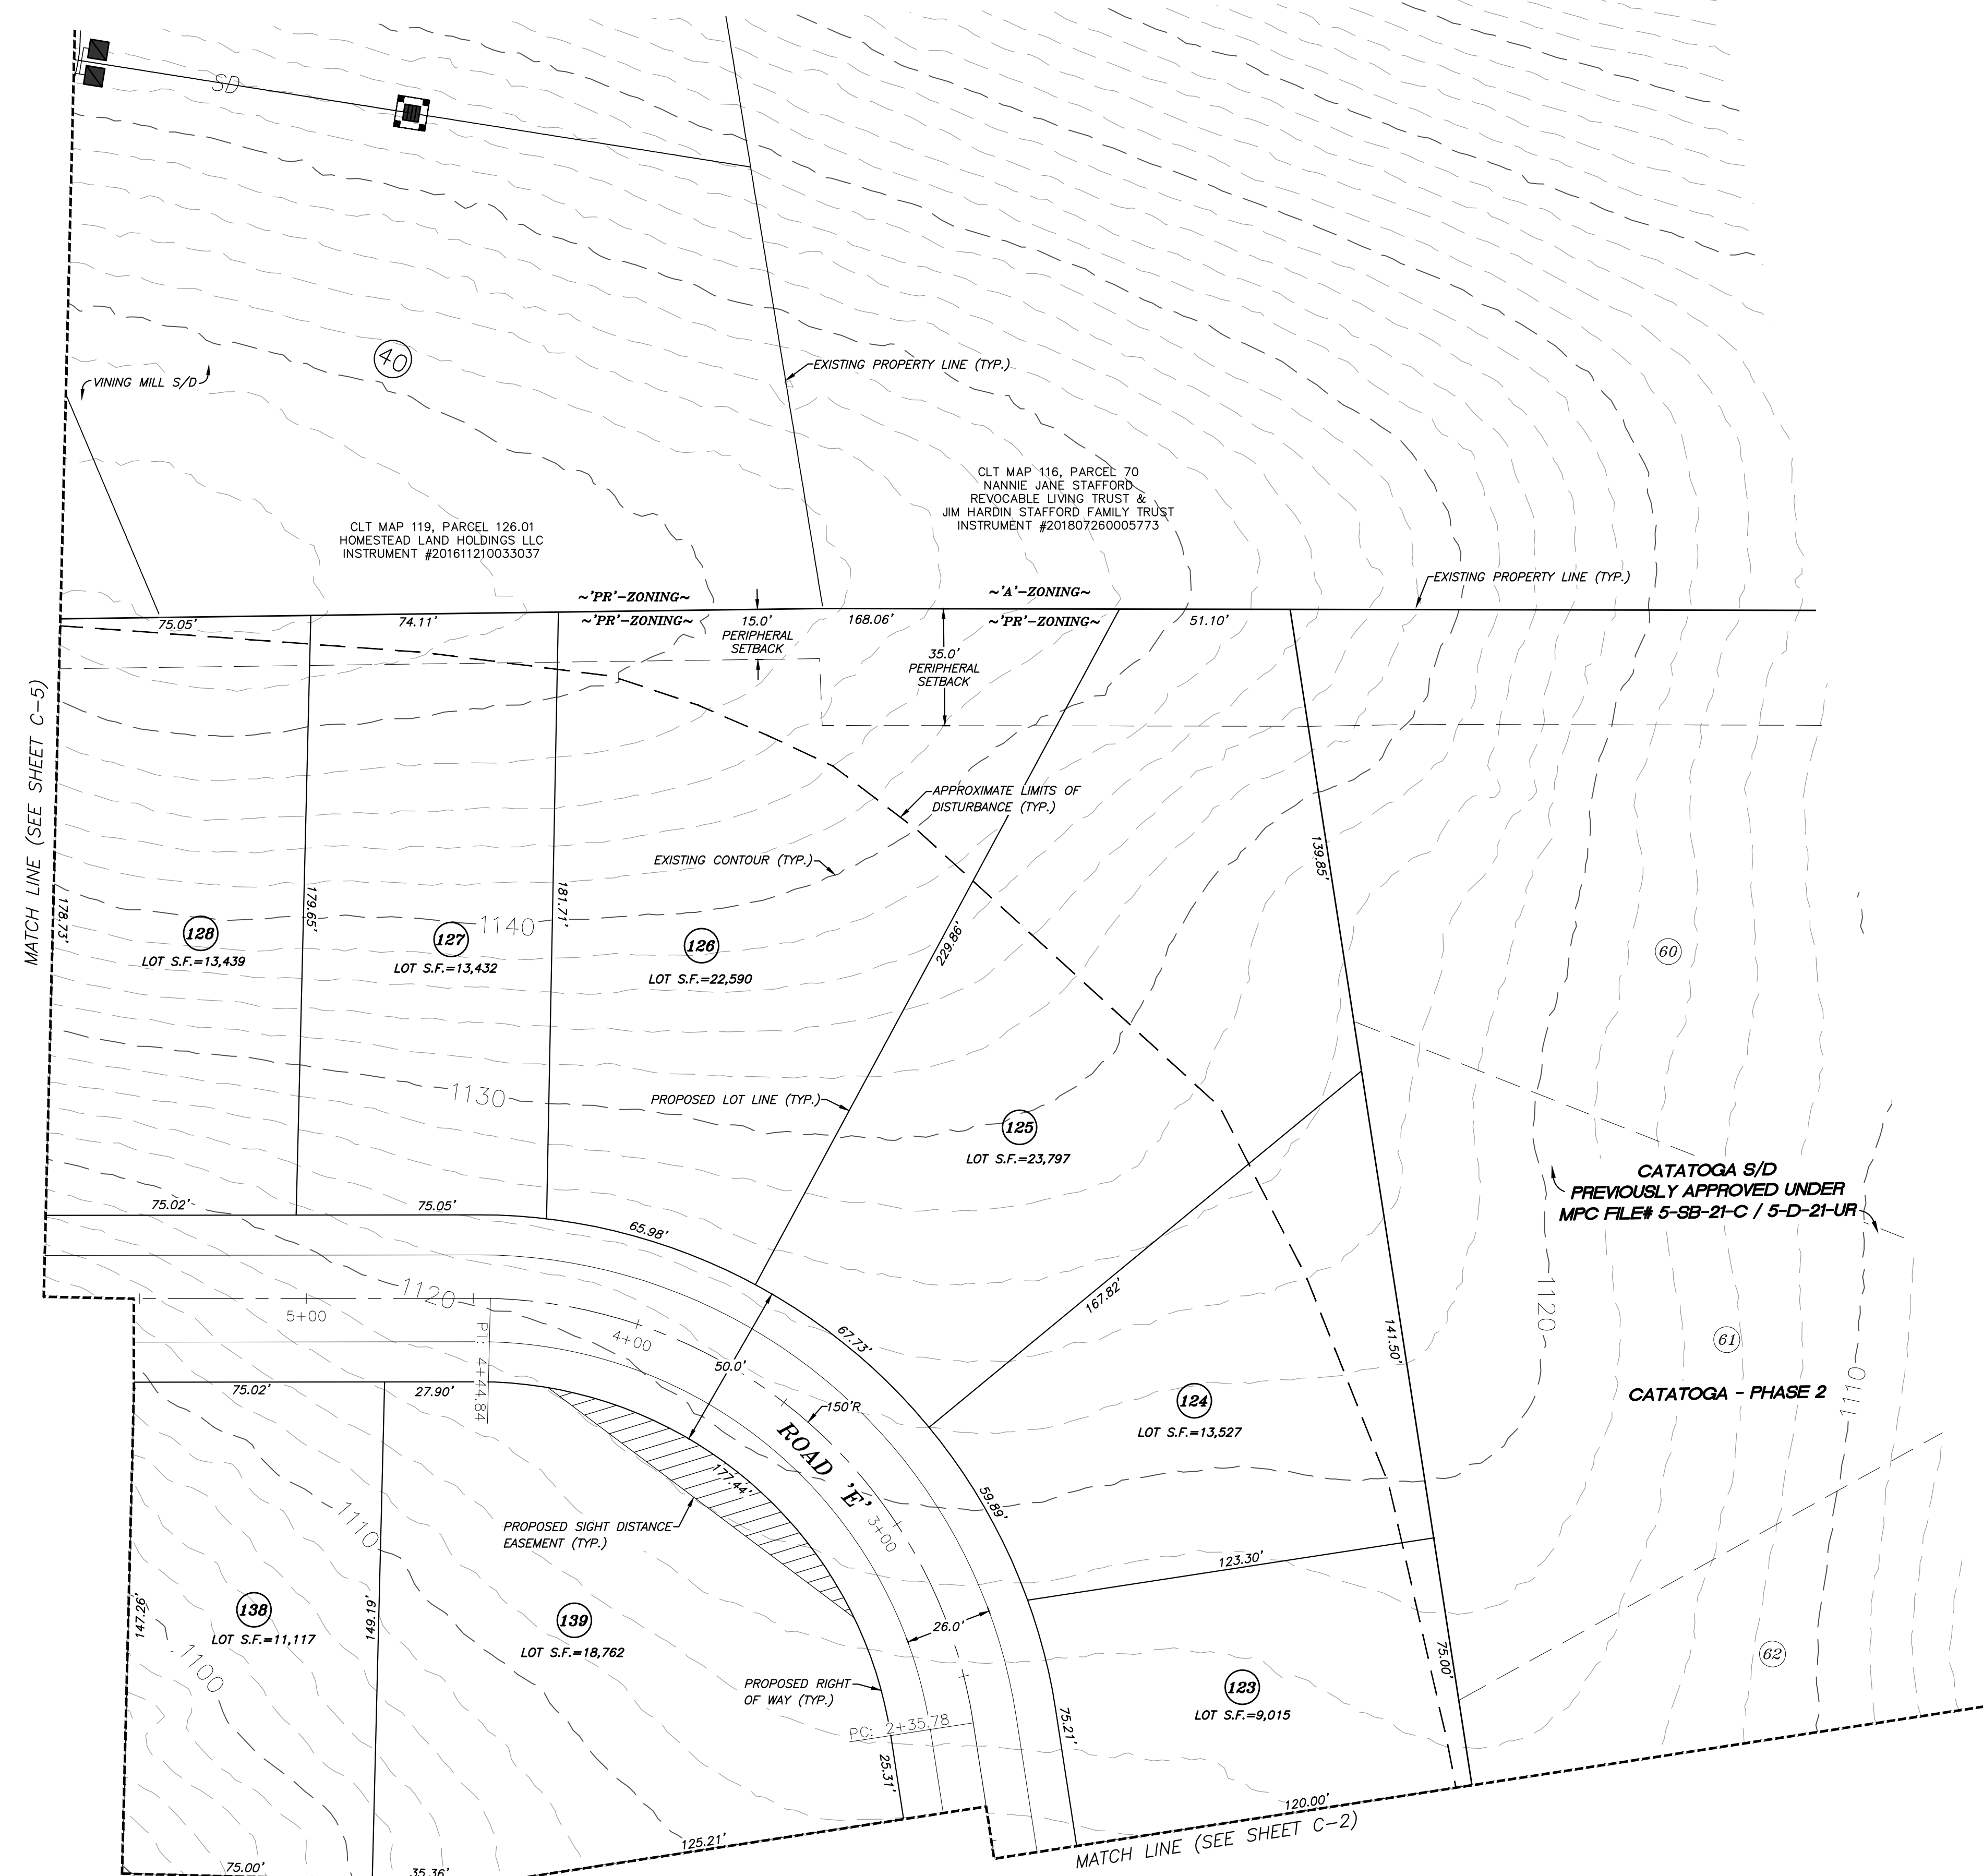 SD
40
VINING MILL S/D
EXISTING PROPERTY LINE (TYP.)
CLT MAP 116, PARCEL 70
NANNIE JANE STAFFORD
REVOCABLE LIVING TRUST &
JIM HARDIN STAFFORD FAMILY TRUST
INSTRUMENT #201807260005773
CLT MAP 119, PARCEL 126.01
HOMESTEAD LAND HOLDINGS LLC
INSTRUMENT #201611210033037
EXISTING PROPERTY LINE (TYP.)
~'PR'-ZONING~
~'A'-ZONING~
75.05'
74.11'
~'PR'-ZONING~
15.0'
PERIPHERAL
SETBACK
168.06'
~'PR'-ZONING~
51.10'
35.0'
PERIPHERAL
SETBACK
MATCH LINE (SEE SHEET C-5)
APPROXIMATE LIMITS OF
DISTURBANCE (TYP.)
EXISTING CONTOUR (TYP.)
139.85'
178.73'
179.65'
181.71'
229.86'
1140
128
LOT S.F.=13,439
127
LOT S.F.=13,432
126
LOT S.F.=22,590
60
1130
PROPOSED LOT LINE (TYP.)
125
LOT S.F.=23,797
CATATOGA S/D
PREVIOUSLY APPROVED UNDER
MPC FILE# 5-SB-21-C / 5-D-21-UR
75.02'
75.05'
65.98'
1120
5+00
4+00
PT: 4+44.84
67.73'
167.82'
141.50'
1120
61
50.0'
75.02'
27.90'
150'R
ROAD 'E'
3+00
124
LOT S.F.=13,527
CATATOGA - PHASE 2
1110
177.44'
59.89'
1110
PROPOSED SIGHT DISTANCE
EASEMENT (TYP.)
123.30'
147.26'
149.19'
138
LOT S.F.=11,117
139
LOT S.F.=18,762
1100
26.0'
75.00'
62
PROPOSED RIGHT
OF WAY (TYP.)
123
LOT S.F.=9,015
PC: 2+35.78
75.21'
25.31'
120.00'
MATCH LINE (SEE SHEET C-2)
125.21'
75.00'
35.36'